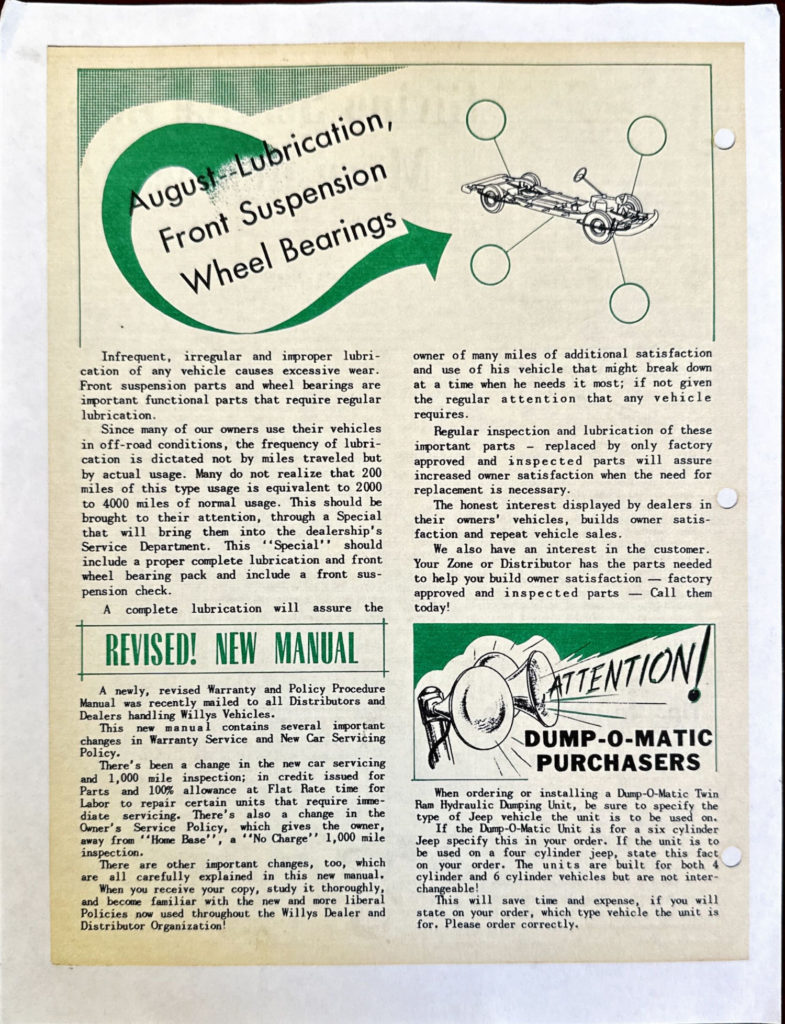 August--Lubrication,
Front Suspension
Wheel Bearings
Infrequent, irregular and improper lubri-
cation of any vehicle causes excessive wear.
Front suspension parts and wheel bearings are
important functional parts that require regular
lubrication.
Since many of our owners use their vehicles
in off-road conditions, the frequency of lubri-
cation is dictated not by miles traveled but
by actual usage. Many do not realize that 200
miles of this type usage is equivalent to 2000
to 4000 miles of normal usage. This should be
brought to their attention, through a Special
that will bring them into the dealership's
Service Department. This ‘‘Special’’ should
include a proper complete lubrication and front
wheel bearing pack and include a front sus-
pension check.
A complete lubrication will assure the
owner of many miles of additional satisfaction
and use of his vehicle that might break down
at a time when he needs it most; if not given
the regular attention that any vehicle
requires.
Regular inspection and lubrication of these
important parts — replaced by only factory
approved and inspected parts will assure
increased owner satisfaction when the need for
replacement is necessary.
The honest interest displayed by dealers in
their owners' vehicles, builds owner satis-
faction and repeat vehicle sales.
We also have an interest in the customer.
Your Zone or Distributor has the parts needed
to help your build owner satisfaction — factory
approved and inspected parts — Call them
today!
REVISED! NEW MANUAL
A newly, revised Warranty and Policy Procedure
Manual was recently mailed to all Distributors and
Dealers handling Willys Vehicles.
This new manual contains several important
changes in Warranty Service and New Car Servicing
Policy.
There's been a change in the new car servicing
and 1,000 mile inspection; in credit issued for
Parts and 100% allowance at Flat Rate time for
Labor to repair certain units that require imme-
diate servicing. There's also a change in the
Owner's Service Policy, which gives the owner,
away from ‘‘Home Base’’, a ‘‘No Charge’’ 1,000 mile
inspection.
There are other important changes, too, which
are all carefully explained in this new manual.
When you receive your copy, study it thoroughly,
and become familiar with the new and more liberal
Policies now used throughout the Willys Dealer and
Distributor Organization!
ATTENTION!
DUMP-O-MATIC
PURCHASERS
When ordering or installing a Dump-O-Matic Twin
Ram Hydraulic Dumping Unit, be sure to specify the
type of Jeep vehicle the unit is to be used on.
If the Dump-O-Matic Unit is for a six cylinder
Jeep specify this in your order. If the unit is to
be used on a four cylinder jeep, state this fact
on your order. The units are built for both 4
cylinder and 6 cylinder vehicles but are not inter-
changeable!
This will save time and expense, if you will
state on your order, which type vehicle the unit is
for. Please order correctly.